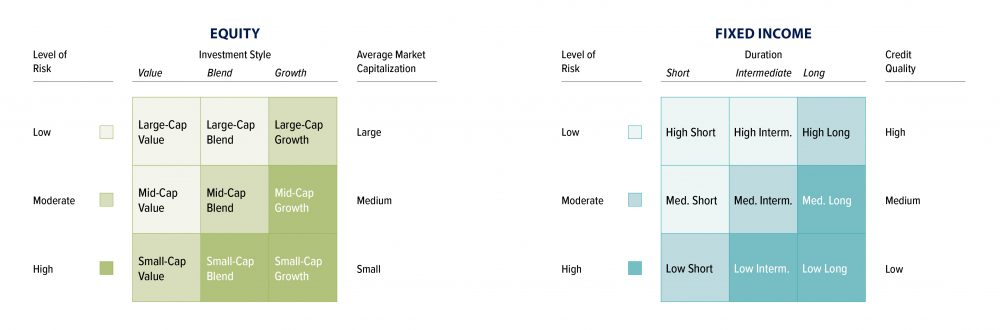 EQUITY
Level of
Risk
Investment Style
Value Blend Growth
Average Market
Capitalization
Low
Large-Cap
Value
Large-Cap
Blend
Large-Cap
Growth
Large
Moderate
Mid-Cap
Value
Mid-Cap
Blend
Mid-Cap
Growth
Medium
High
Small-Cap
Value
Small-Cap
Blend
Small-Cap
Growth
Small
FIXED INCOME
Level of
Risk
Duration
Short Intermediate Long
Credit
Quality
Low
High Short
High Interm.
High Long
High
Moderate
Med. Short
Med. Interm.
Med. Long
Medium
High
Low Short
Low Interm.
Low Long
Low